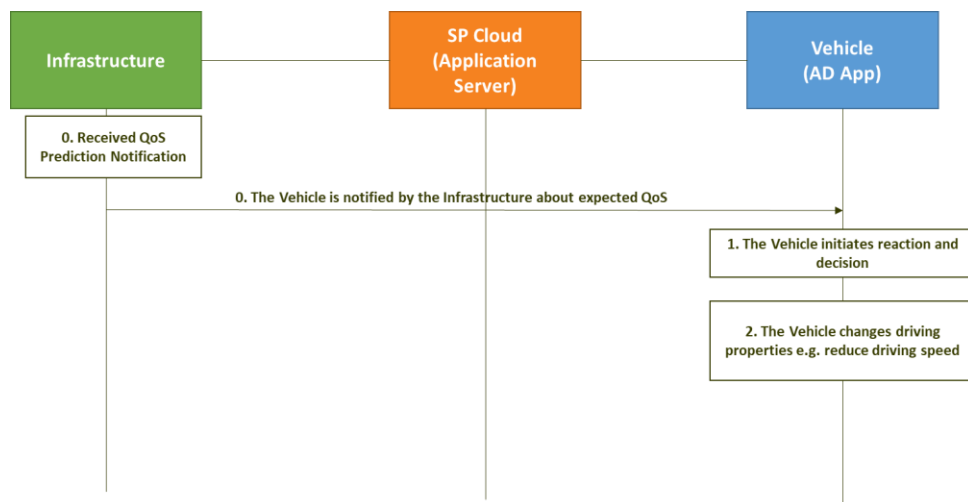 Infrastructure
SP Cloud
(Application
Server)
Vehicle
(AD App)
0. Received QoS
Prediction Notification
0. The Vehicle is notified by the Infrastructure about expected QoS
1. The Vehicle initiates reaction and
decision
2. The Vehicle changes driving
properties e.g. reduce driving speed